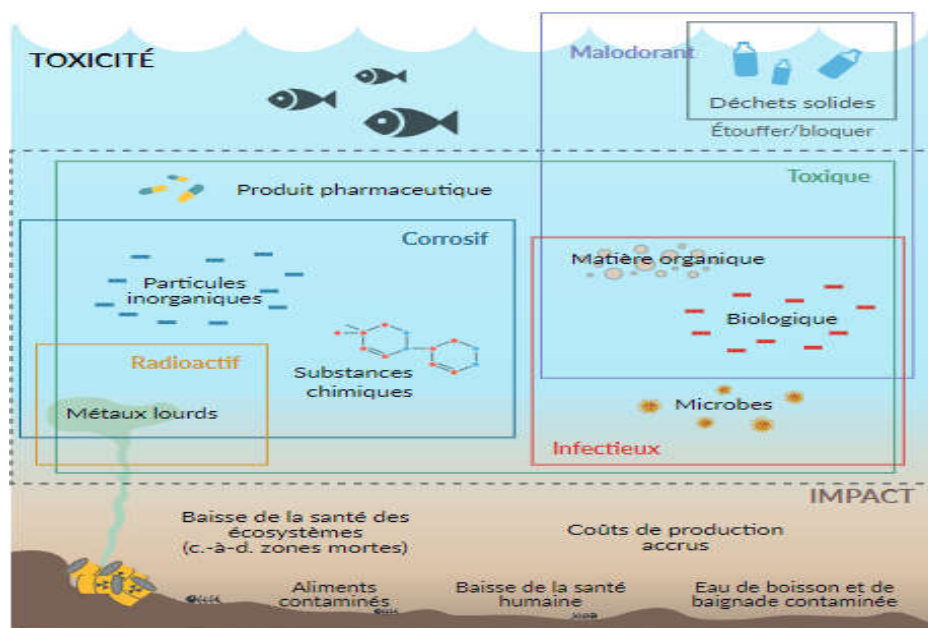 TOXICITÉ
Malodorant
Déchets solides
Étouffer/bloquer
Toxique
Produit pharmaceutique
Corrosif
Particules
inorganiques
Matière organique
Biologique
Radioactif
Substances
chimiques
Métaux lourds
Microbes
Infectieux
IMPACT
Baisse de la santé des
écosystèmes
(c.-à-d. zones mortes)
Coûts de production
accrus
Aliments
contaminés
Baisse de la santé
humaine
Eau de boisson et de
baignade contaminée